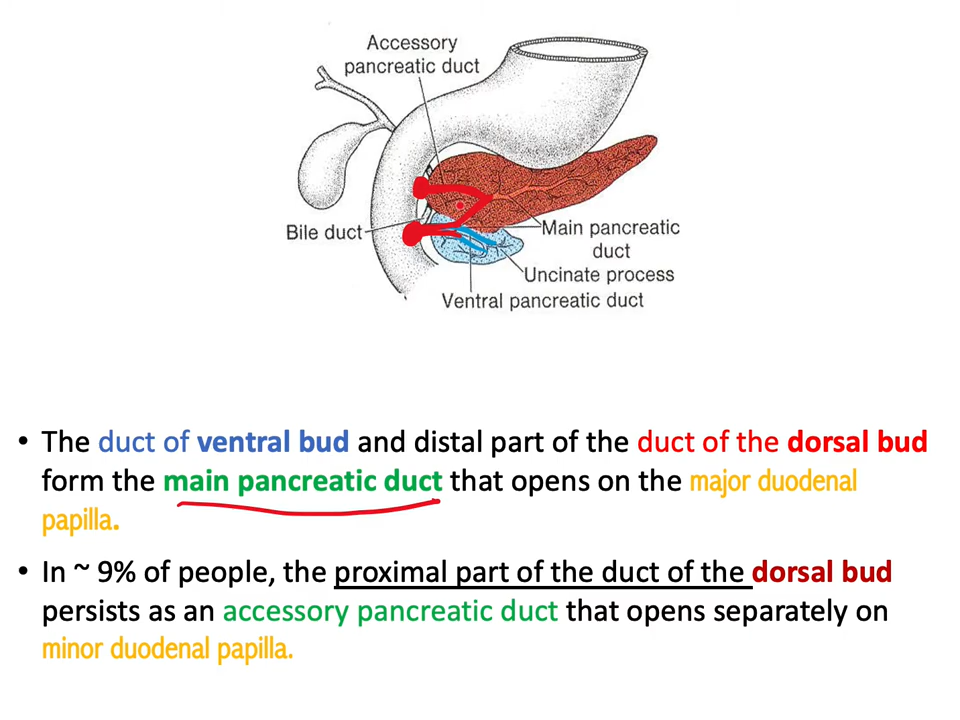 Accessory
pancreatic duct
Bile duct
Main pancreatic
duct
Uncinate process
Ventral pancreatic duct
• The duct of ventral bud and distal part of the duct of the dorsal bud
form the main pancreatic duct that opens on the major duodenal
papilla.
• In ~ 9% of people, the proximal part of the duct of the dorsal bud
persists as an accessory pancreatic duct that opens separately on
minor duodenal papilla.